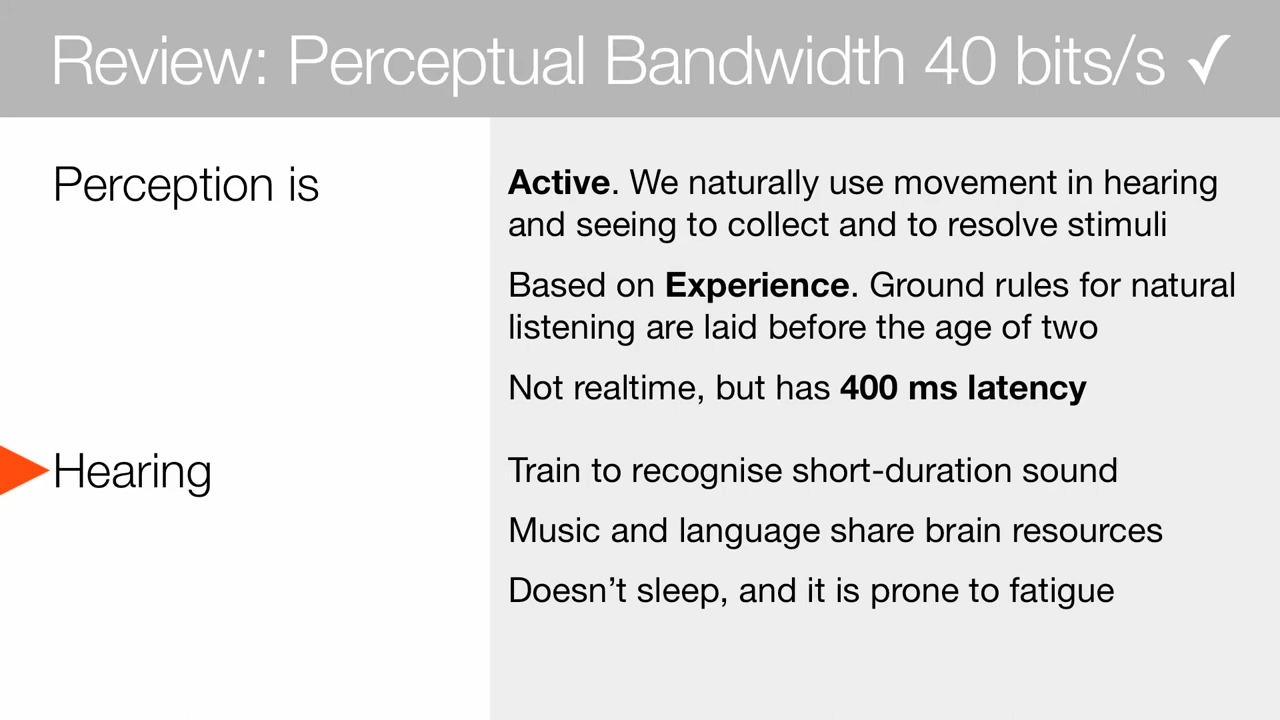 Review: Perceptual Bandwidth 40 bits/s ✓
Perception is
Active. We naturally use movement in hearing
and seeing to collect and to resolve stimuli
Based on Experience. Ground rules for natural
listening are laid before the age of two
Not realtime, but has 400 ms latency
Hearing
Train to recognise short-duration sound
Music and language share brain resources
Doesn’t sleep, and it is prone to fatigue